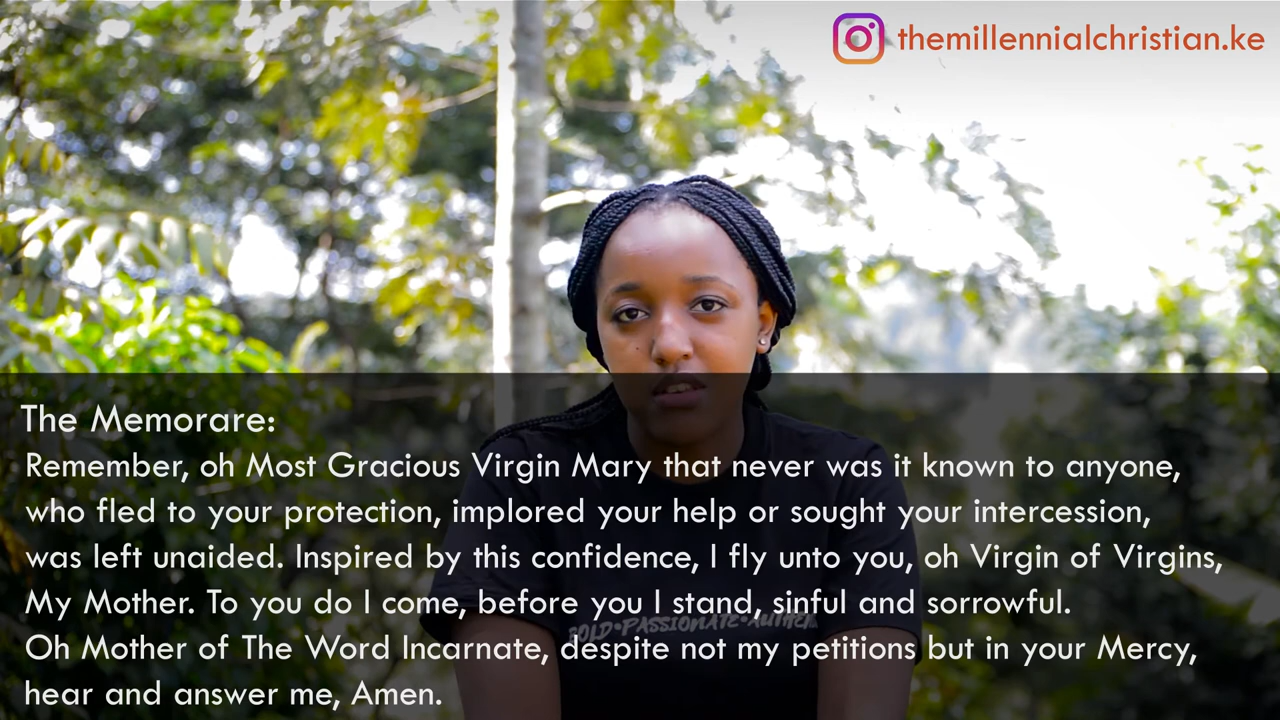 themillennialchristian.ke
The Memorare:
Remember, oh Most Gracious Virgin Mary that never was it known to anyone,
who fled to your protection, implored your help or sought your intercession,
was left unaided. Inspired by this confidence, I fly unto you, oh Virgin of Virgins,
My Mother. To you do I come, before you I stand, sinful and sorrowful.
Oh Mother of The Word Incarnate, despite not my petitions but in your Mercy,
hear and answer me, Amen.